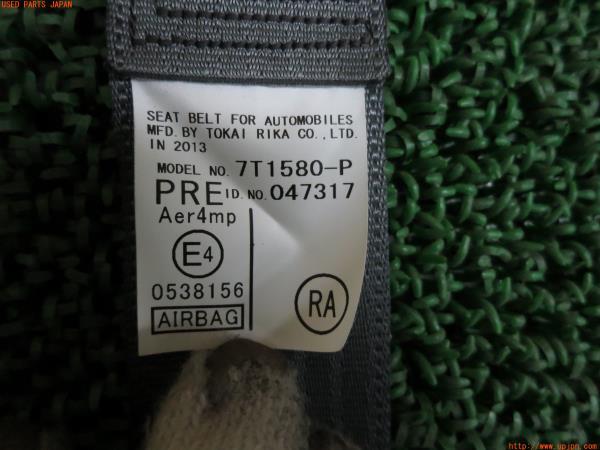 USED PARTS JAPAN
SEAT BELT FOR AUTOMOBILES
MFD. BY TOKAI RIKA CO., LTD.
IN 2013
MODEL NO. 7T1580-P
PRE ID. NO. 047317
Aer4mp
E4
0538156
RA
AIRBAG
http://www.upjpn.com/